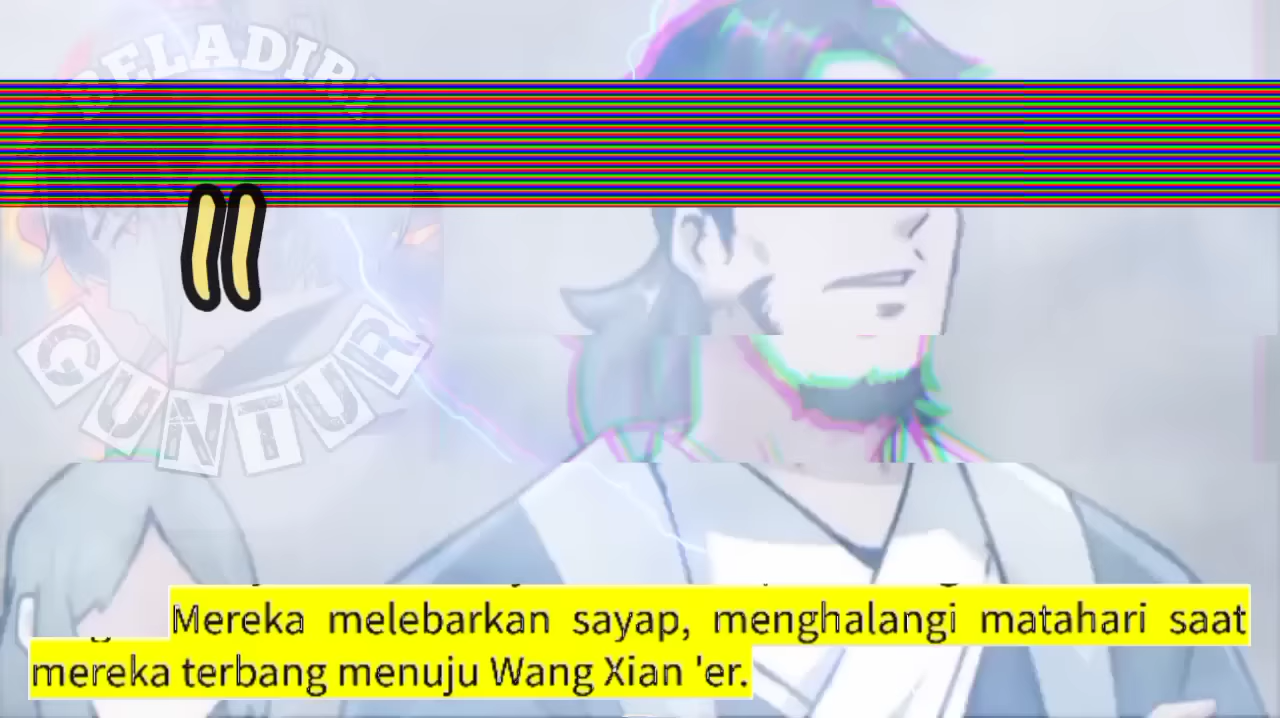 BELADIRI
GUNTUR
Mereka melebarkan sayap, menghalangi matahari saat
mereka terbang menuju Wang Xian 'er.